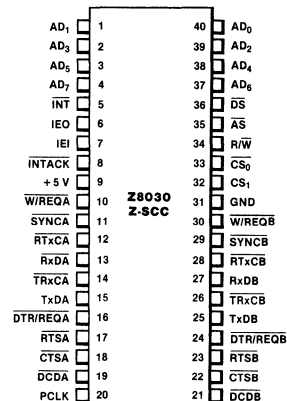 AD₁ 1 40 AD₀
AD₃ 2 39 AD₂
AD₅ 3 38 AD₄
AD₇ 4 37 AD₆
INT 5 36 DS
IEO 6 35 AS
IEI 7 34 R/W
INTACK 8 33 CS₀
+5 V 9 32 CS₁
W/REQA 10 31 GND
SYNCA 11 30 W/REQB
RTxCA 12 29 SYNCB
RxDA 13 28 RTxCB
TRxCA 14 27 RxDB
TxDA 15 26 TRxCB
DTR/REQA 16 25 TxDB
RTSA 17 24 DTR/REQB
CTSA 18 23 RTSB
DCDA 19 22 CTSB
PCLK 20 21 DCDB
Z8030
Z-SCC